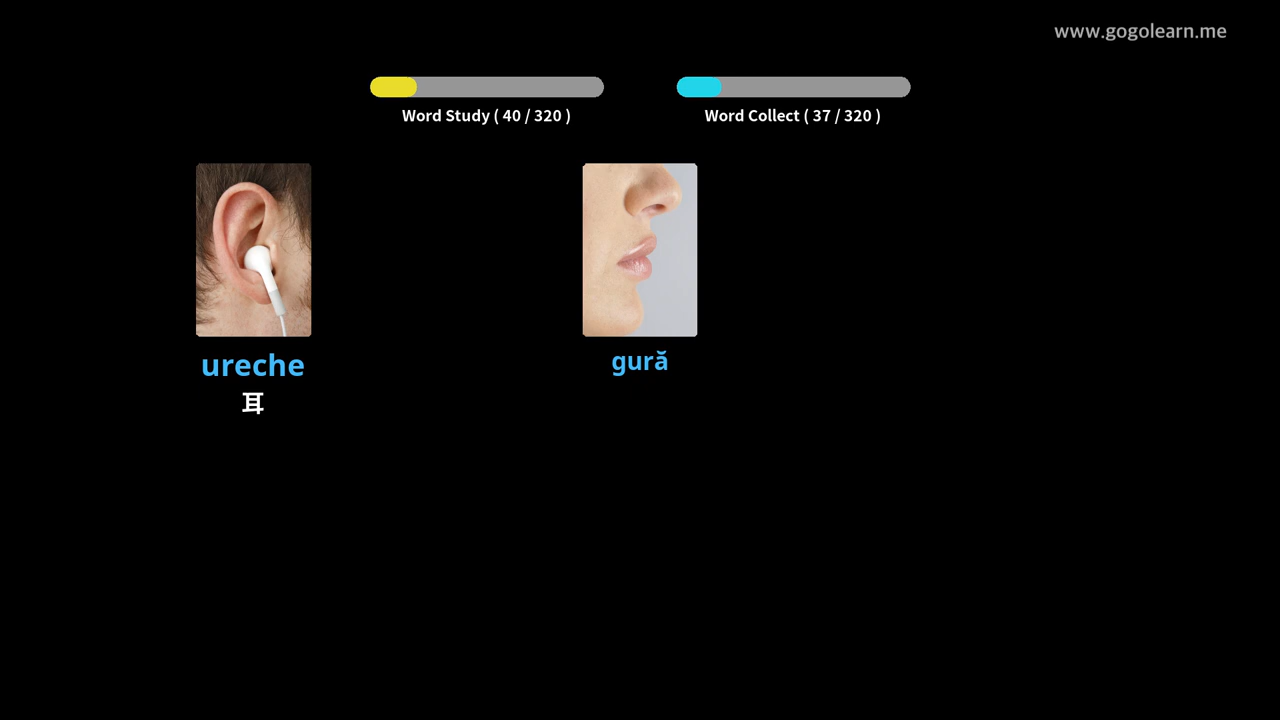 www.gogolearn.me
Word Study ( 40 / 320 )
Word Collect ( 37 / 320 )
ureche
耳
gură